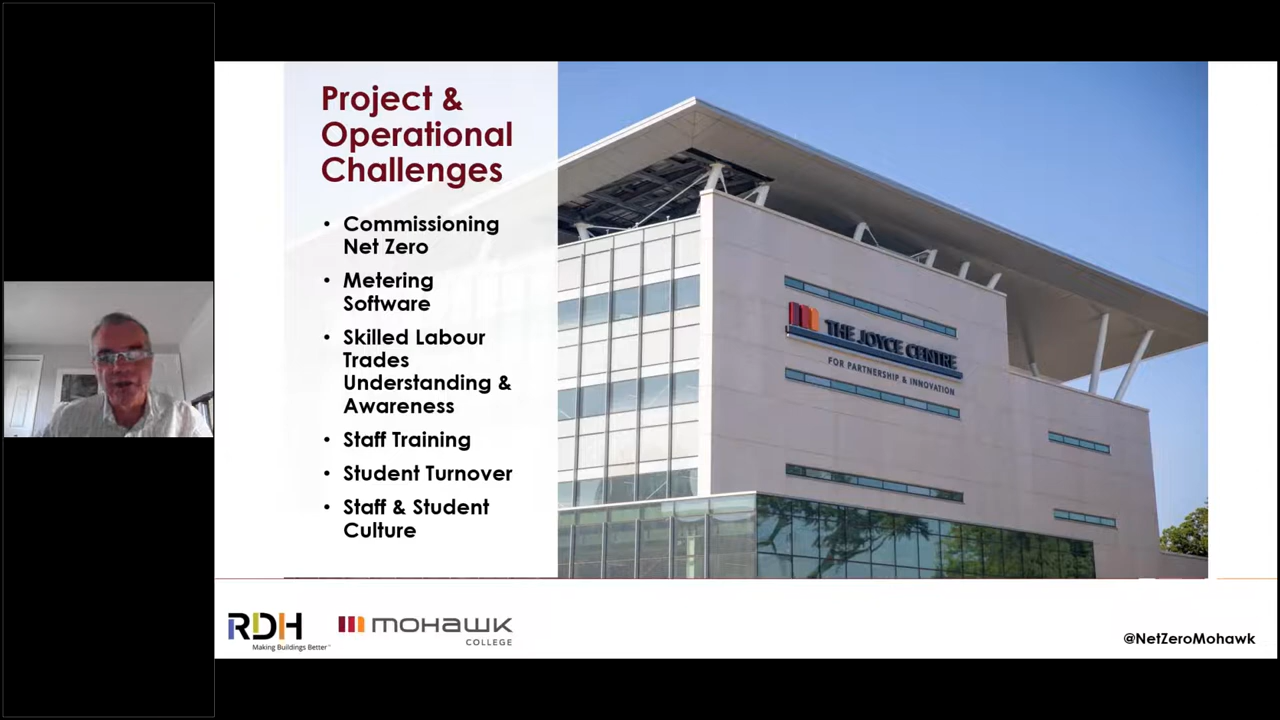 Project &
Operational
Challenges
• Commissioning
Net Zero
• Metering
Software
• Skilled Labour
Trades
Understanding &
Awareness
• Staff Training
• Student Turnover
• Staff & Student
Culture
THE JOYCE CENTRE
FOR PARTNERSHIP & INNOVATION
RDH
Making Buildings Better™
mohawk
COLLEGE
@NetZeroMohawk